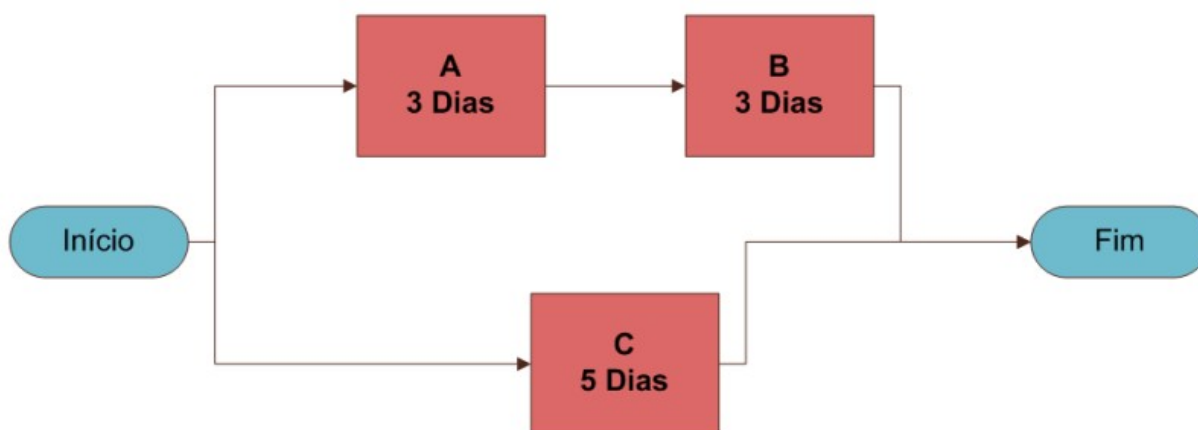 A
3 Dias
B
3 Dias
Início
Fim
C
5 Dias